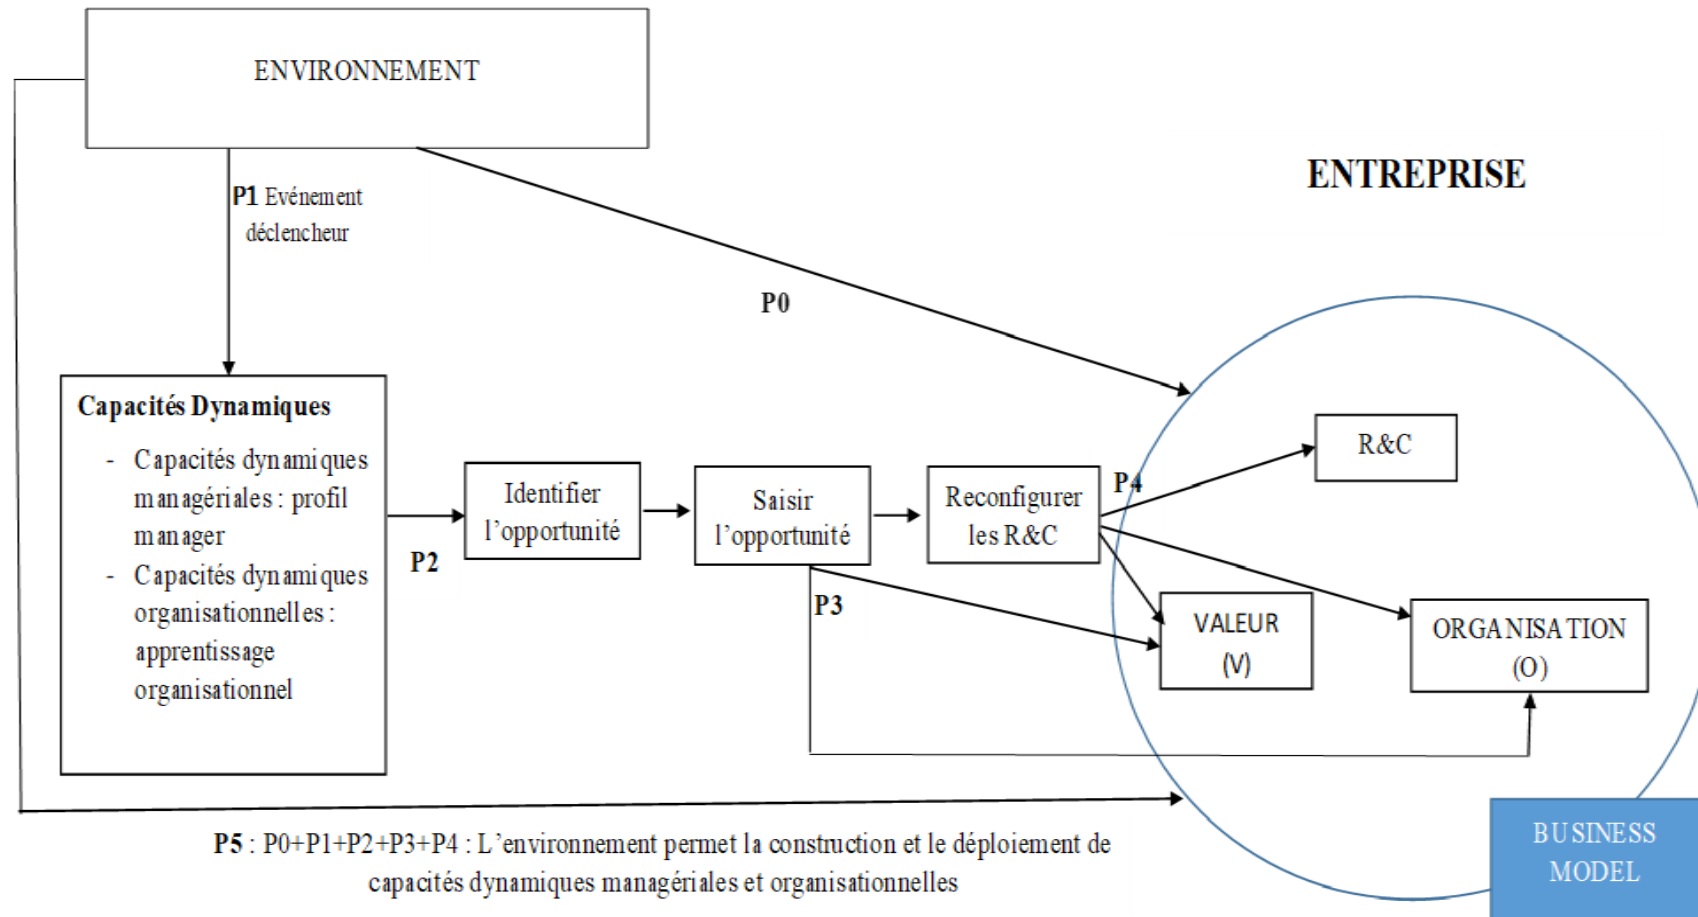 ENVIRONNEMENT
ENTREPRISE
P1 Evénement
déclencheur
P0
Capacités Dynamiques
- Capacités dynamiques
managériales : profil
manager
- Capacités dynamiques
organisationnelles :
apprentissage
organisationnel
P2
Identifier
l’opportunité
Saisir
l’opportunité
P3
Reconfigurer
les R&C
P4
R&C
VALEUR
(V)
ORGANISATION
(O)
P5 : P0+P1+P2+P3+P4 : L’environnement permet la construction et le déploiement de
capacités dynamiques managériales et organisationnelles
BUSINESS
MODEL